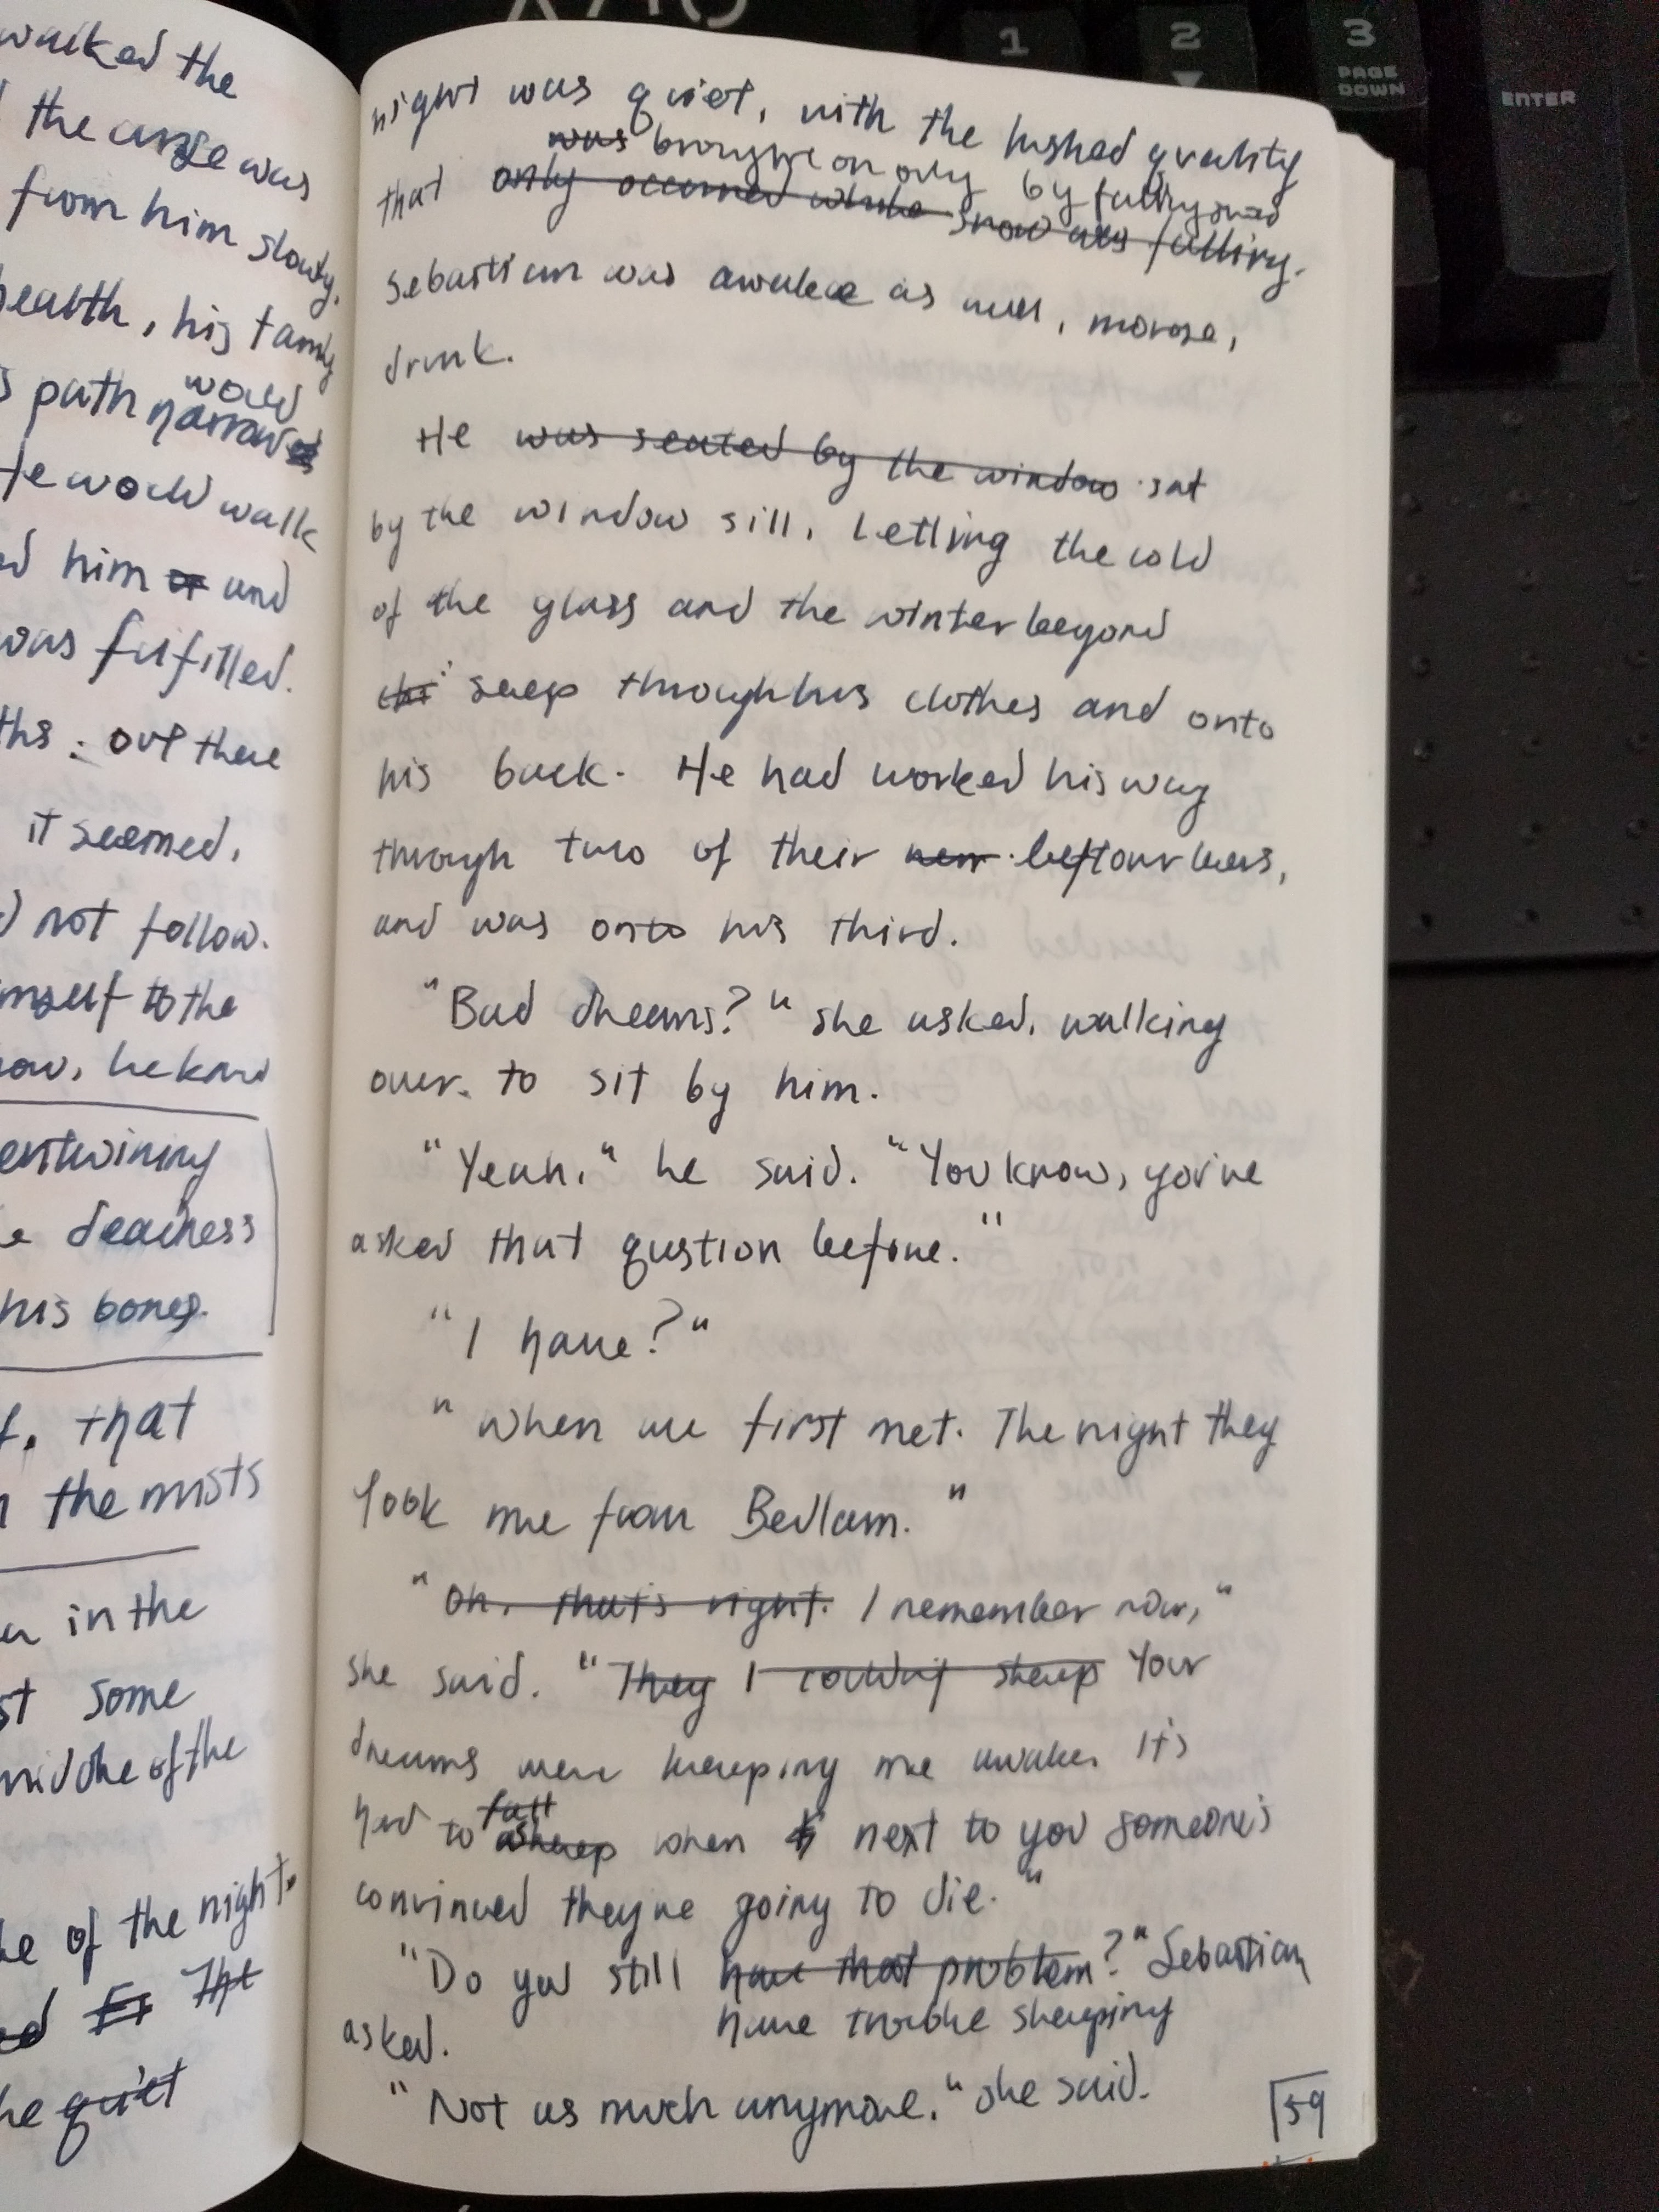 1
2
3
PAGE
DOWN
ENTER
walked the
the curse was
from him slowly.
health, his family
would
path narrow
He would walk
him or and
was fulfilled.
out there
it seemed,
not follow.
to the
he knew
entwining
deadness
his bones.
that
the mists
in the
some
middle of the
of the night.
The
quiet
night was quiet, with the hushed quality
was brought on only by falling snow
that only occurred while snow was falling.
Sebastian was awake as well, morose,
drunk.
He was seated by the window sat
by the window sill, letting the cold
of the glass and the winter beyond
seep through his clothes and onto
his back. He had worked his way
through two of their new leftover beers,
and was onto his third.
"Bad dreams?" she asked, walking
over to sit by him.
"Yeah," he said. "You know, you've
asked that question before."
"I have?"
"When we first met. The night they
took me from Bedlam."
"Oh, that's right. I remember now,"
she said. "They I couldn't sleep Your
dreams were keeping me awake. It's
hard to
fall
asleep when next to you someone's
convinced they're going to die."
"Do you still have that problem?" Sebastian
have trouble sleeping
asked.
"Not as much anymore," she said.
59